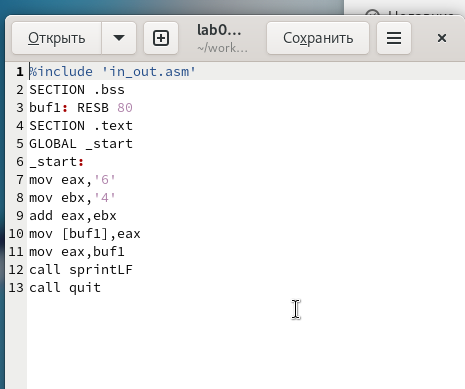 Открыть
lab0...
~/work...
Сохранить
1 %include 'in_out.asm'
2 SECTION .bss
3 buf1: RESB 80
4 SECTION .text
5 GLOBAL _start
6 _start:
7 mov eax,'6'
8 mov ebx,'4'
9 add eax,ebx
10 mov [buf1],eax
11 mov eax,buf1
12 call sprintLF
13 call quit